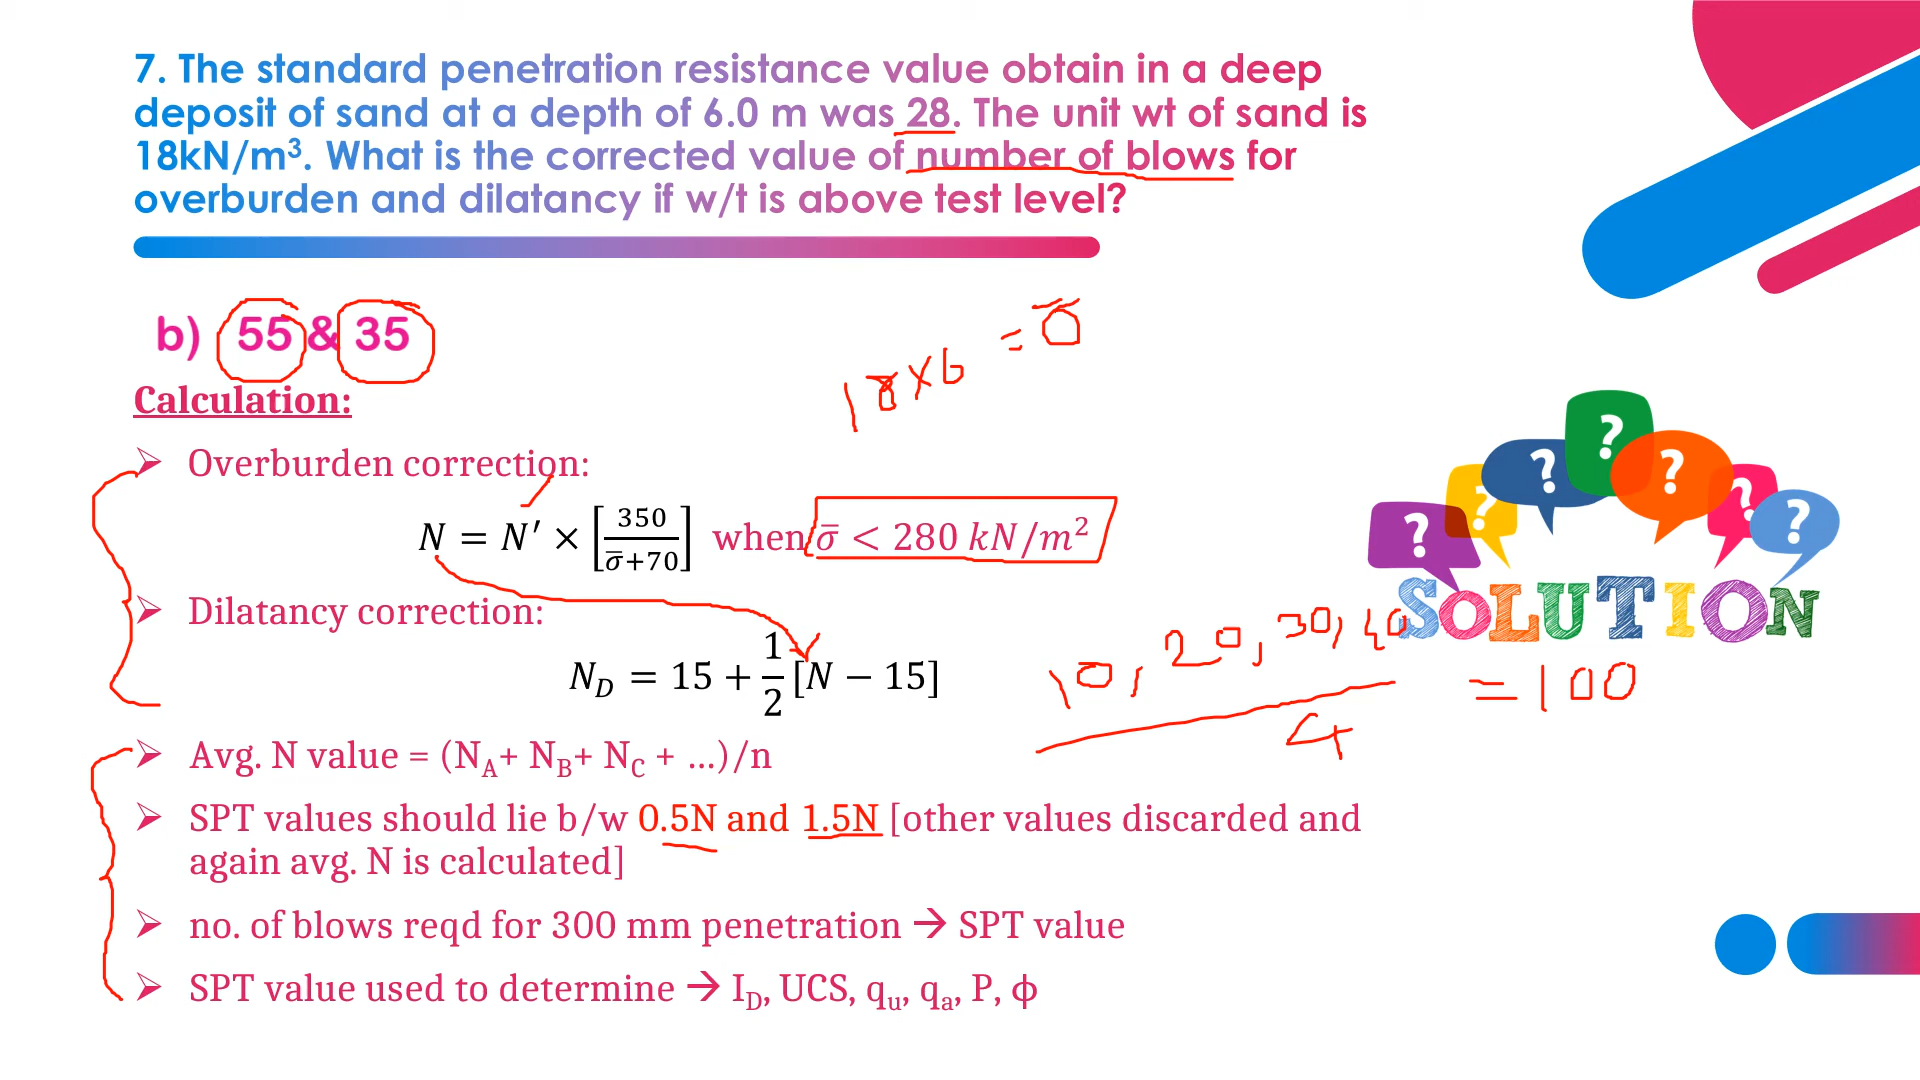 7. The standard penetration resistance value obtain in a deep
deposit of sand at a depth of 6.0 m was 28. The unit wt of sand is
18kN/m³. What is the corrected value of number of blows for
overburden and dilatancy if w/t is above test level?
b) 55 & 35
18×6 = σ̅
Calculation:
➢ Overburden correction:
N = N′ × [350/(σ̅+70)] when σ̅ < 280 kN/m²
➢ Dilatancy correction:
N_D = 15 + 1/2 [N − 15]
? ? ? ? ? ? ?
SOLUTION
10, 20, 30, 40
4
= 100
➢ Avg. N value = (N_A+ N_B+ N_C + ...)/n
➢ SPT values should lie b/w 0.5N and 1.5N [other values discarded and
again avg. N is calculated]
➢ no. of blows reqd for 300 mm penetration → SPT value
➢ SPT value used to determine → I_D, UCS, q_u, q_a, P, ϕ